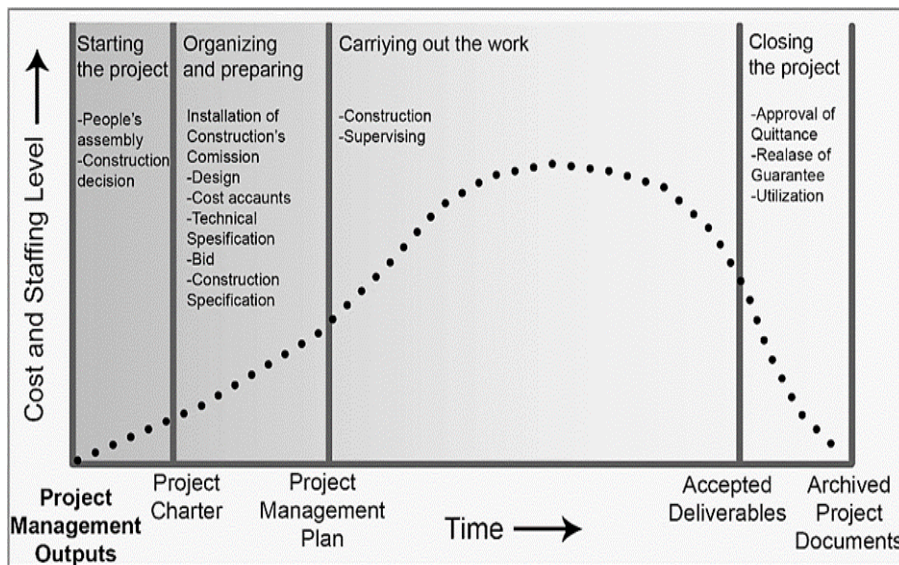 Starting
the project
-People's
assembly
-Construction
decision
Organizing
and preparing
Installation of
Construction's
Comission
-Design
-Cost accaunts
-Technical
Spesification
-Bid
-Construction
Specification
Carriying out the work
-Construction
-Supervising
Closing
the project
-Approval of
Quittance
-Realase of
Guarantee
-Utilization
Cost and Staffing Level
Project
Management
Outputs
Project
Charter
Project
Management
Plan
Time
Accepted
Deliverables
Archived
Project
Documents